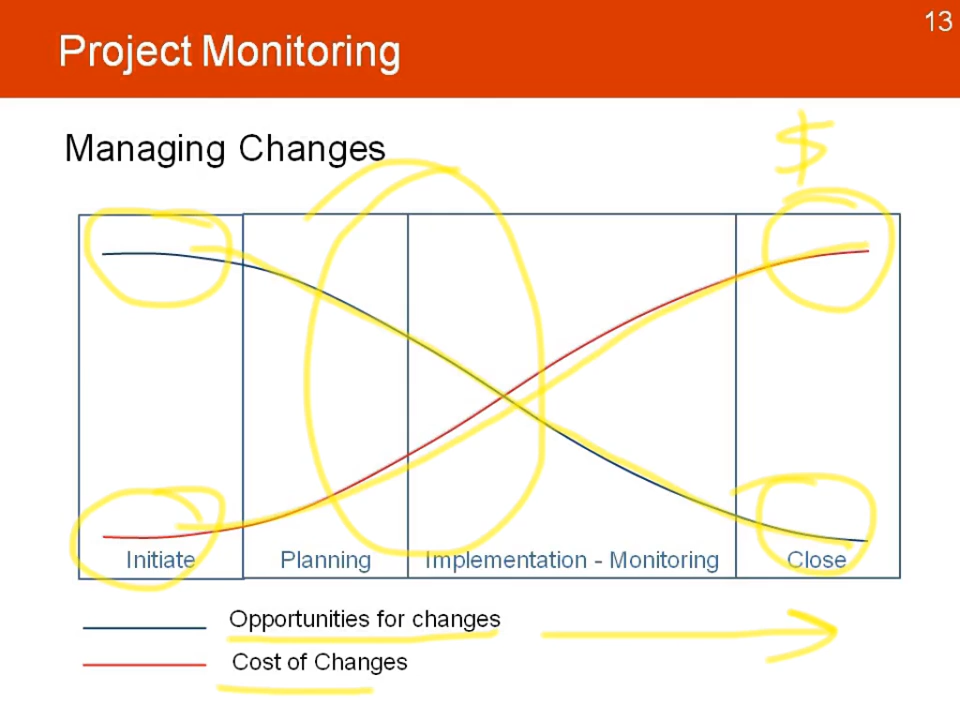 13
Project Monitoring
Managing Changes
$
Initiate
Planning
Implementation - Monitoring
Close
Opportunities for changes
Cost of Changes